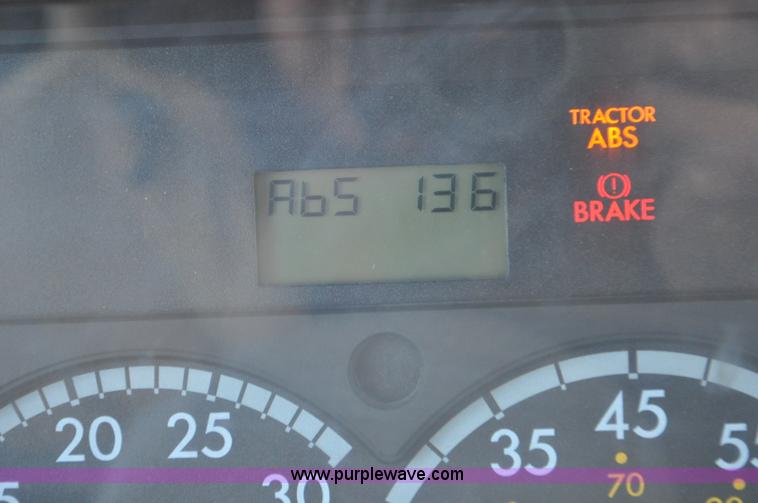 TRACTOR
ABS
AbS 136
BRAKE
20 25 30
35 45
70
www.purplewave.com